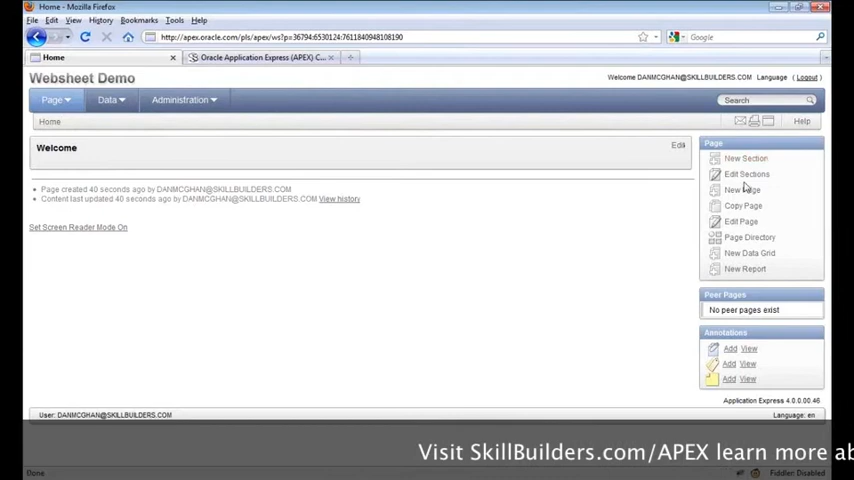 Home - Mozilla Firefox
File Edit View History Bookmarks Tools Help
http://apex.oracle.com/pls/apex/ws?p=36794:6530124:7611840948108190
Google
Home
Oracle Application Express (APEX) C...
Websheet Demo
Welcome DANMCGHAN@SKILLBUILDERS.COM Language ( Logout )
Page Data Administration
Search
Home
Help
Welcome
Edit
Page created 40 seconds ago by DANMCGHAN@SKILLBUILDERS.COM
Content last updated 40 seconds ago by DANMCGHAN@SKILLBUILDERS.COM View history
Set Screen Reader Mode On
Page
New Section
Edit Sections
New Page
Copy Page
Edit Page
Page Directory
New Data Grid
New Report
Peer Pages
No peer pages exist
Annotations
Add View
Add View
Add View
Application Express 4.0.0.00.46
User: DANMCGHAN@SKILLBUILDERS.COM
Language: en
Visit SkillBuilders.com/APEX learn more ab
Done
Fiddler: Disabled